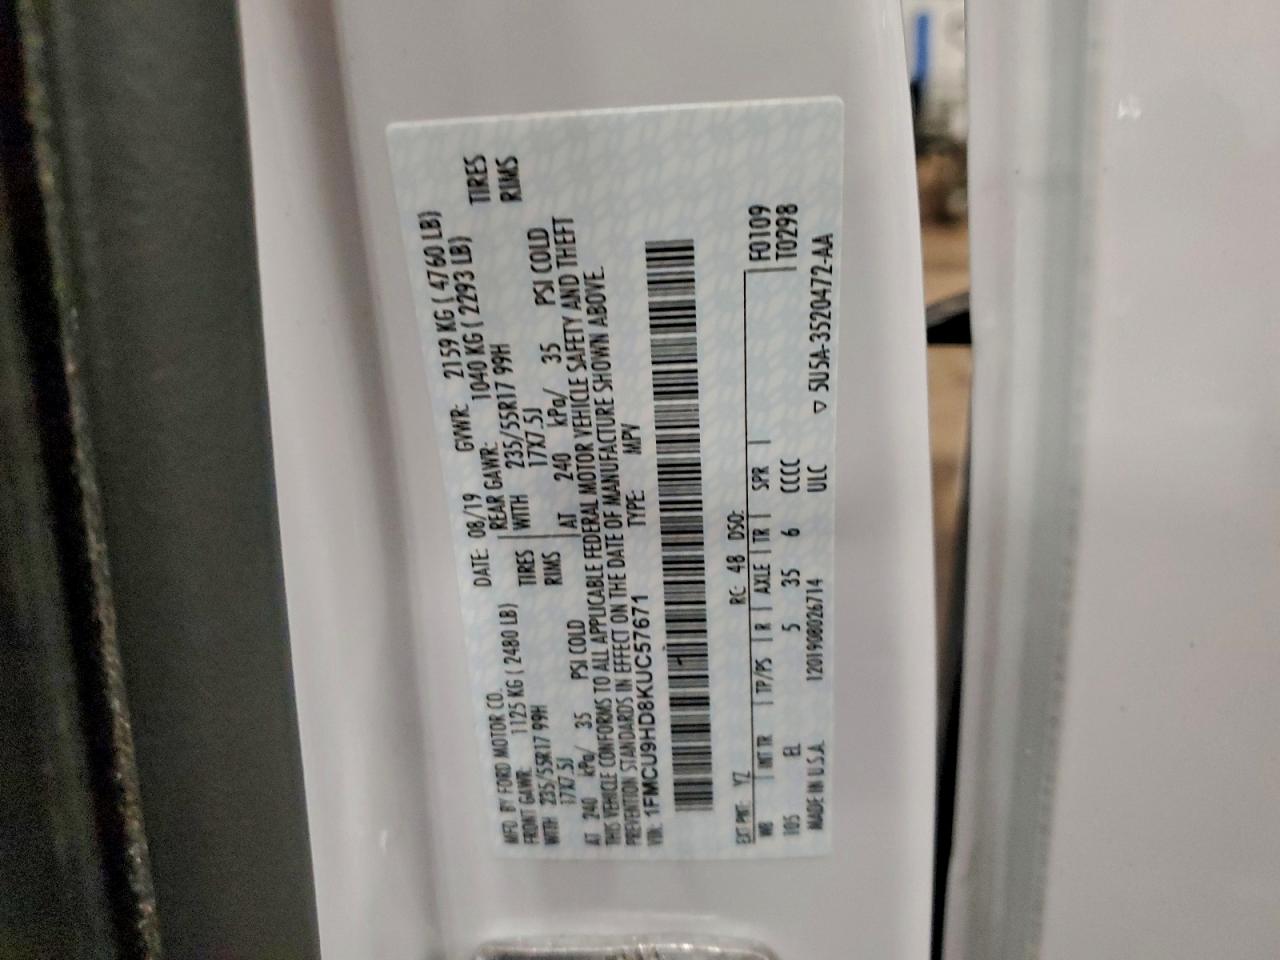 MFD. BY FORD MOTOR CO. DATE: 08/19 GVWR: 2159 KG ( 4760 LB)
FRONT GAWR: 1125 KG ( 2480 LB) REAR GAWR: 1040 KG ( 2293 LB)
WITH 235/55R17 99H TIRES WITH 235/55R17 99H TIRES
17X7.5J RIMS 17X7.5J RIMS
AT 240 kPa/ 35 PSI COLD AT 240 kPa/ 35 PSI COLD
THIS VEHICLE CONFORMS TO ALL APPLICABLE FEDERAL MOTOR VEHICLE SAFETY AND THEFT
PREVENTION STANDARDS IN EFFECT ON THE DATE OF MANUFACTURE SHOWN ABOVE.
VIN: 1FMCU9HD8KUC57671 TYPE: MPV
EXT PNT: YZ RC: 48 DSO: F0109
WB INT TR TP/PS R AXLE TR SPR T0298
105 EL 5 35 6 CCCC
MADE IN U.S.A. 1201908026714 ULC ▽ 5U5A-3520472-AA